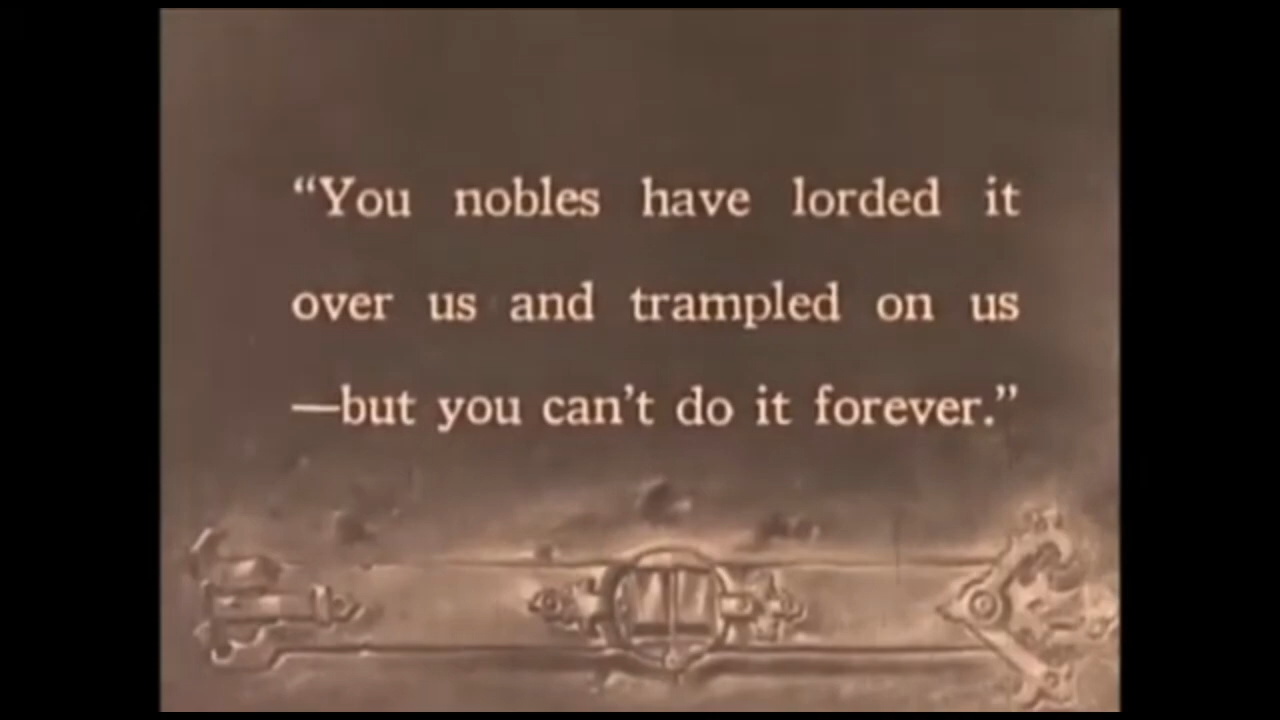 “You nobles have lorded it
over us and trampled on us
—but you can’t do it forever.”